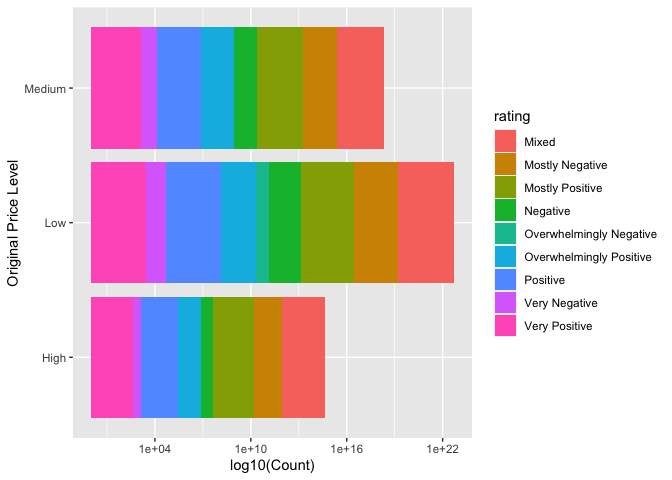 Original Price Level
Medium
Low
High
1e+04
1e+10
1e+16
1e+22
log10(Count)
rating
Mixed
Mostly Negative
Mostly Positive
Negative
Overwhelmingly Negative
Overwhelmingly Positive
Positive
Very Negative
Very Positive